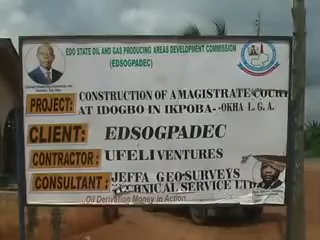 EDO STATE OIL AND GAS PRODUCING AREAS DEVELOPMENT COMMISSION
(EDSOGPADEC)
PROJECT: CONSTRUCTION OF A MAGISTRATE COURT
AT IDOGBO IN IKPOBA--OKHA L.G.A.
CLIENT: EDSOGPADEC
CONTRACTOR: UFELI VENTURES
CONSULTANT: JEFFA GEO-SURVEYS
TECHNICAL SERVICE LTD
Oil Derivation Money in Action